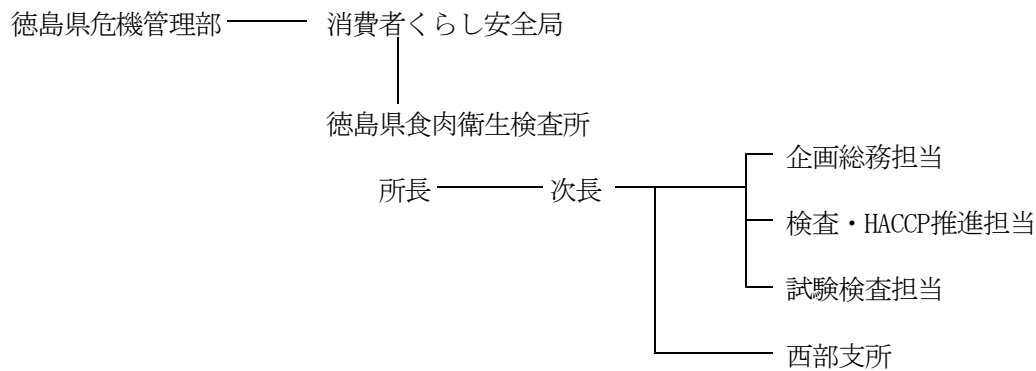 徳島県危機管理部 消費者くらし安全局
徳島県食肉衛生検査所
企画総務担当
所長 次長
検査・HACCP推進担当
試験検査担当
西部支所